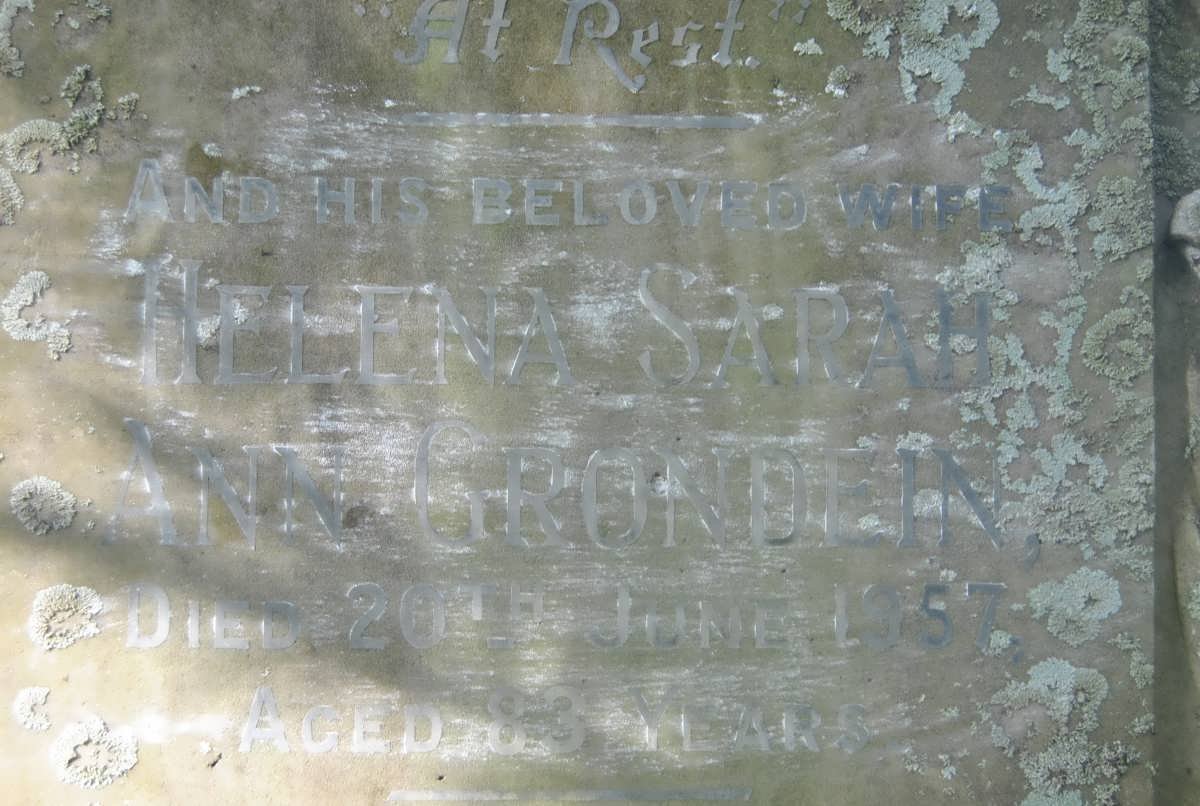 "At Rest."
AND HIS BELOVED WIFE
HELENA SARAH
ANN GRONDEIN,
DIED 20TH JUNE 1957,
AGED 83 YEARS.